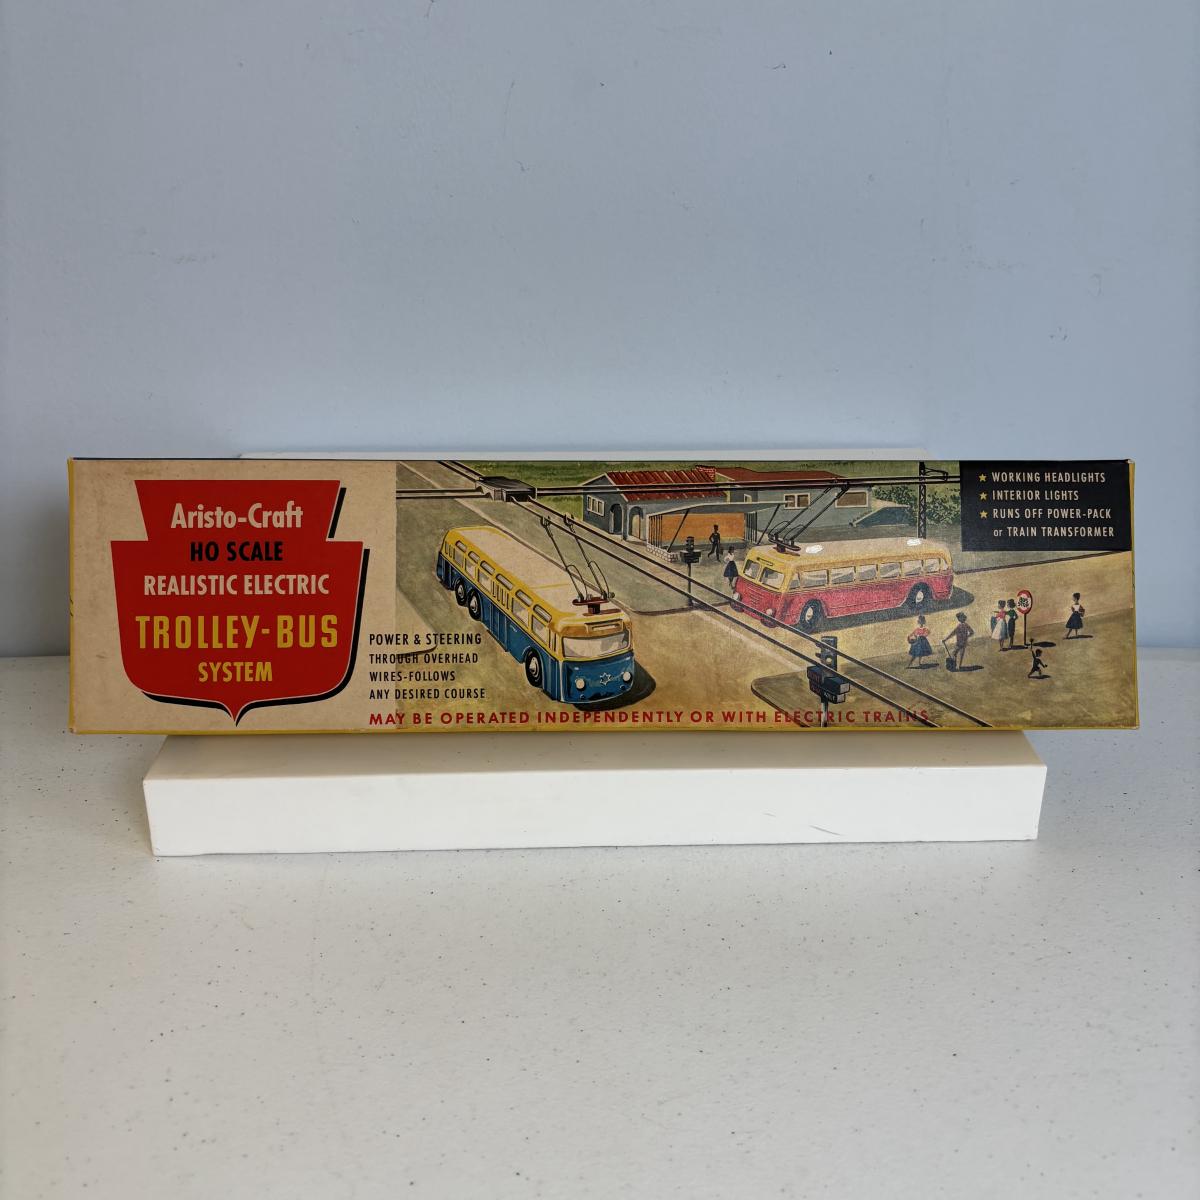 Aristo-Craft
HO SCALE
REALISTIC ELECTRIC
TROLLEY-BUS
SYSTEM
POWER & STEERING
THROUGH OVERHEAD
WIRES-FOLLOWS
ANY DESIRED COURSE
MAY BE OPERATED INDEPENDENTLY OR WITH ELECTRIC TRAINS
★ WORKING HEADLIGHTS
★ INTERIOR LIGHTS
★ RUNS OFF POWER-PACK
or TRAIN TRANSFORMER